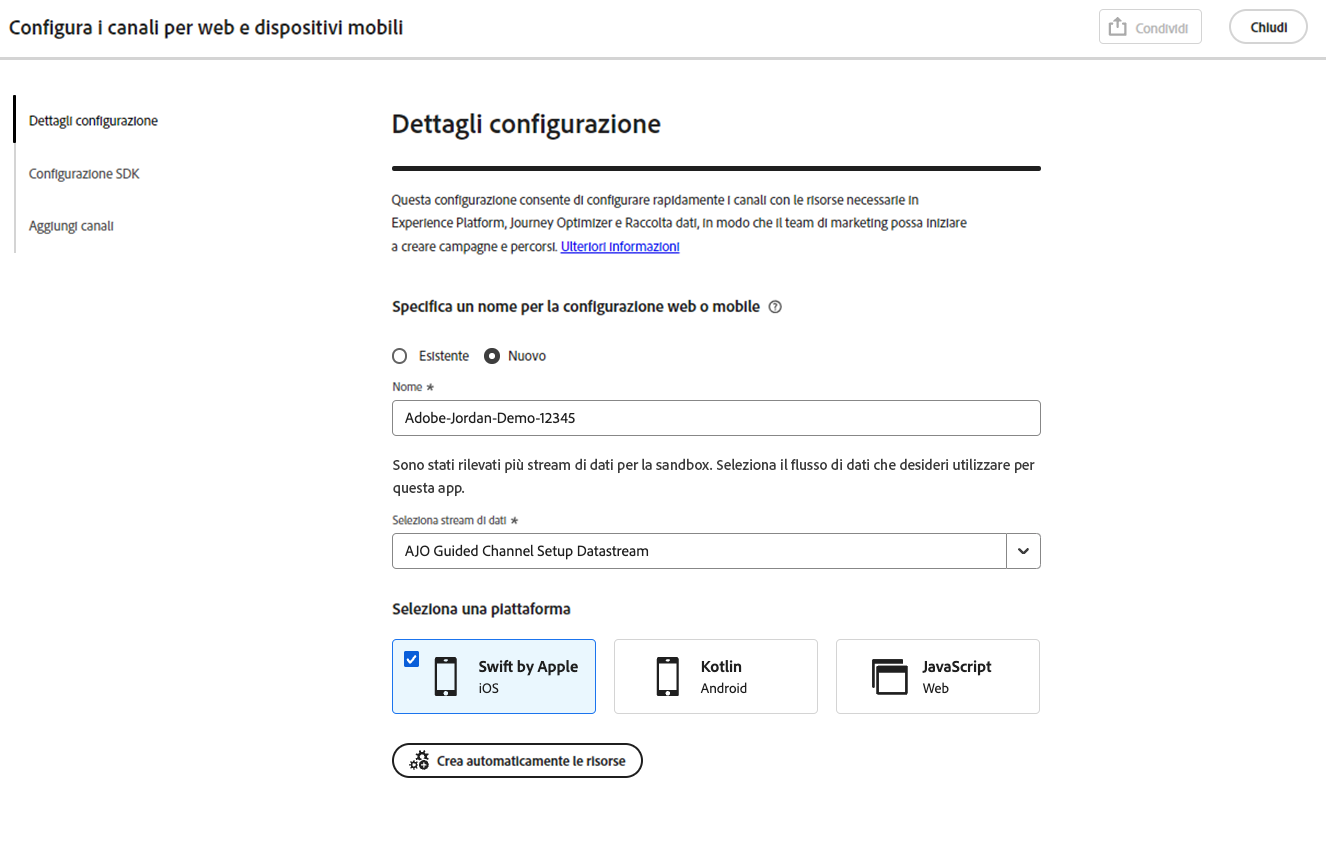 Configura i canali per web e dispositivi mobili
Condividi
Chiudi
Dettagli configurazione
Configurazione SDK
Aggiungi canali
Dettagli configurazione
Questa configurazione consente di configurare rapidamente i canali con le risorse necessarie in
Experience Platform, Journey Optimizer e Raccolta dati, in modo che il team di marketing possa iniziare
a creare campagne e percorsi. Ulteriori informazioni
Specifica un nome per la configurazione web o mobile
Esistente
Nuovo
Nome *
Adobe-Jordan-Demo-12345
Sono stati rilevati più stream di dati per la sandbox. Seleziona il flusso di dati che desideri utilizzare per
questa app.
Seleziona stream di dati *
AJO Guided Channel Setup Datastream
Seleziona una piattaforma
Swift by Apple
iOS
Kotlin
Android
JavaScript
Web
Crea automaticamente le risorse